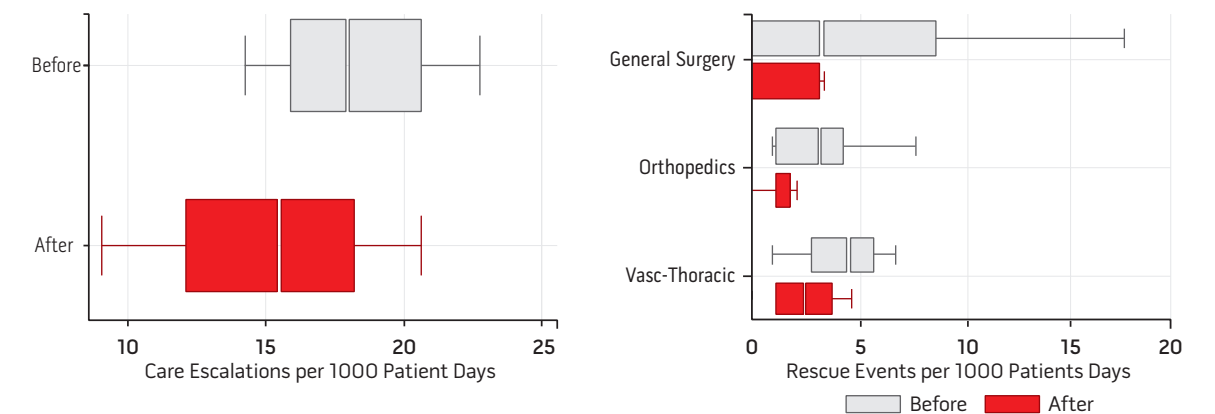 Before
After
10 15 20 25
Care Escalations per 1000 Patient Days
General Surgery
Orthopedics
Vasc-Thoracic
0 5 10 15 20
Rescue Events per 1000 Patients Days
Before After